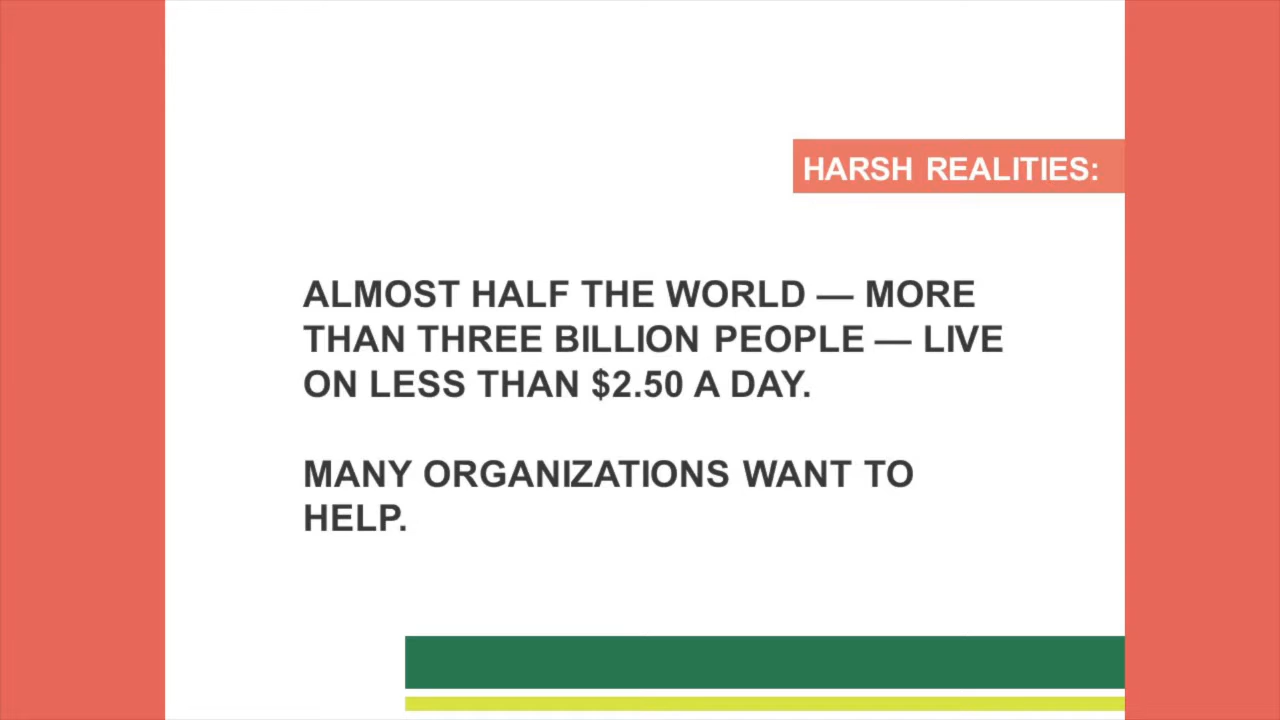 HARSH REALITIES:
ALMOST HALF THE WORLD — MORE
THAN THREE BILLION PEOPLE — LIVE
ON LESS THAN $2.50 A DAY.
MANY ORGANIZATIONS WANT TO
HELP.